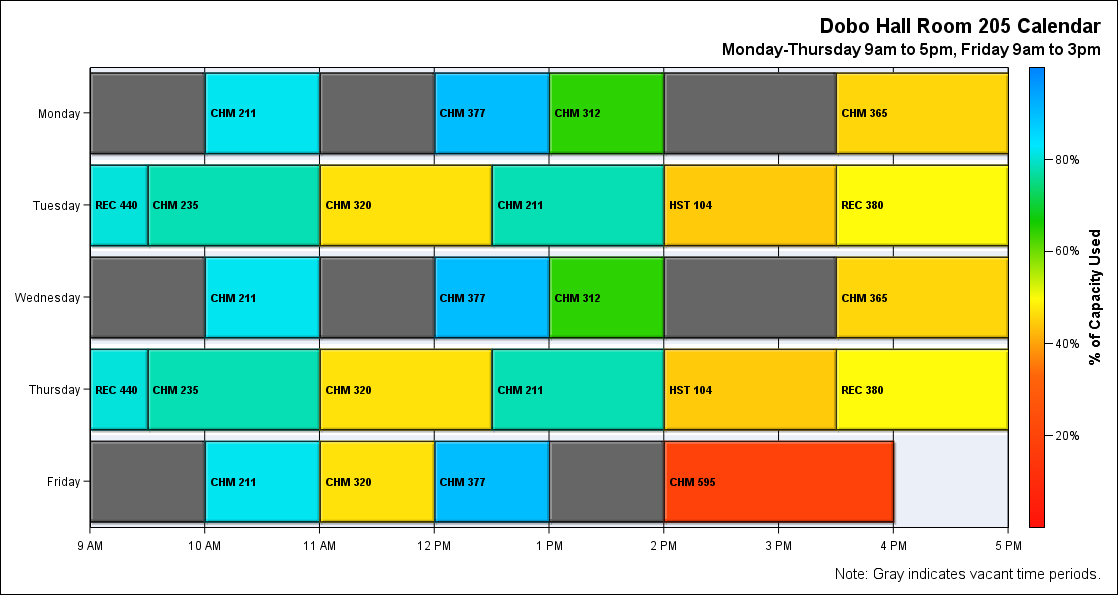 Dobo Hall Room 205 Calendar
Monday-Thursday 9am to 5pm, Friday 9am to 3pm
Monday
CHM 211
CHM 377
CHM 312
CHM 365
Tuesday
REC 440
CHM 235
CHM 320
CHM 211
HST 104
REC 380
Wednesday
CHM 211
CHM 377
CHM 312
CHM 365
Thursday
REC 440
CHM 235
CHM 320
CHM 211
HST 104
REC 380
Friday
CHM 211
CHM 320
CHM 377
CHM 595
9 AM
10 AM
11 AM
12 PM
1 PM
2 PM
3 PM
4 PM
5 PM
80%
60%
40%
20%
% of Capacity Used
Note: Gray indicates vacant time periods.